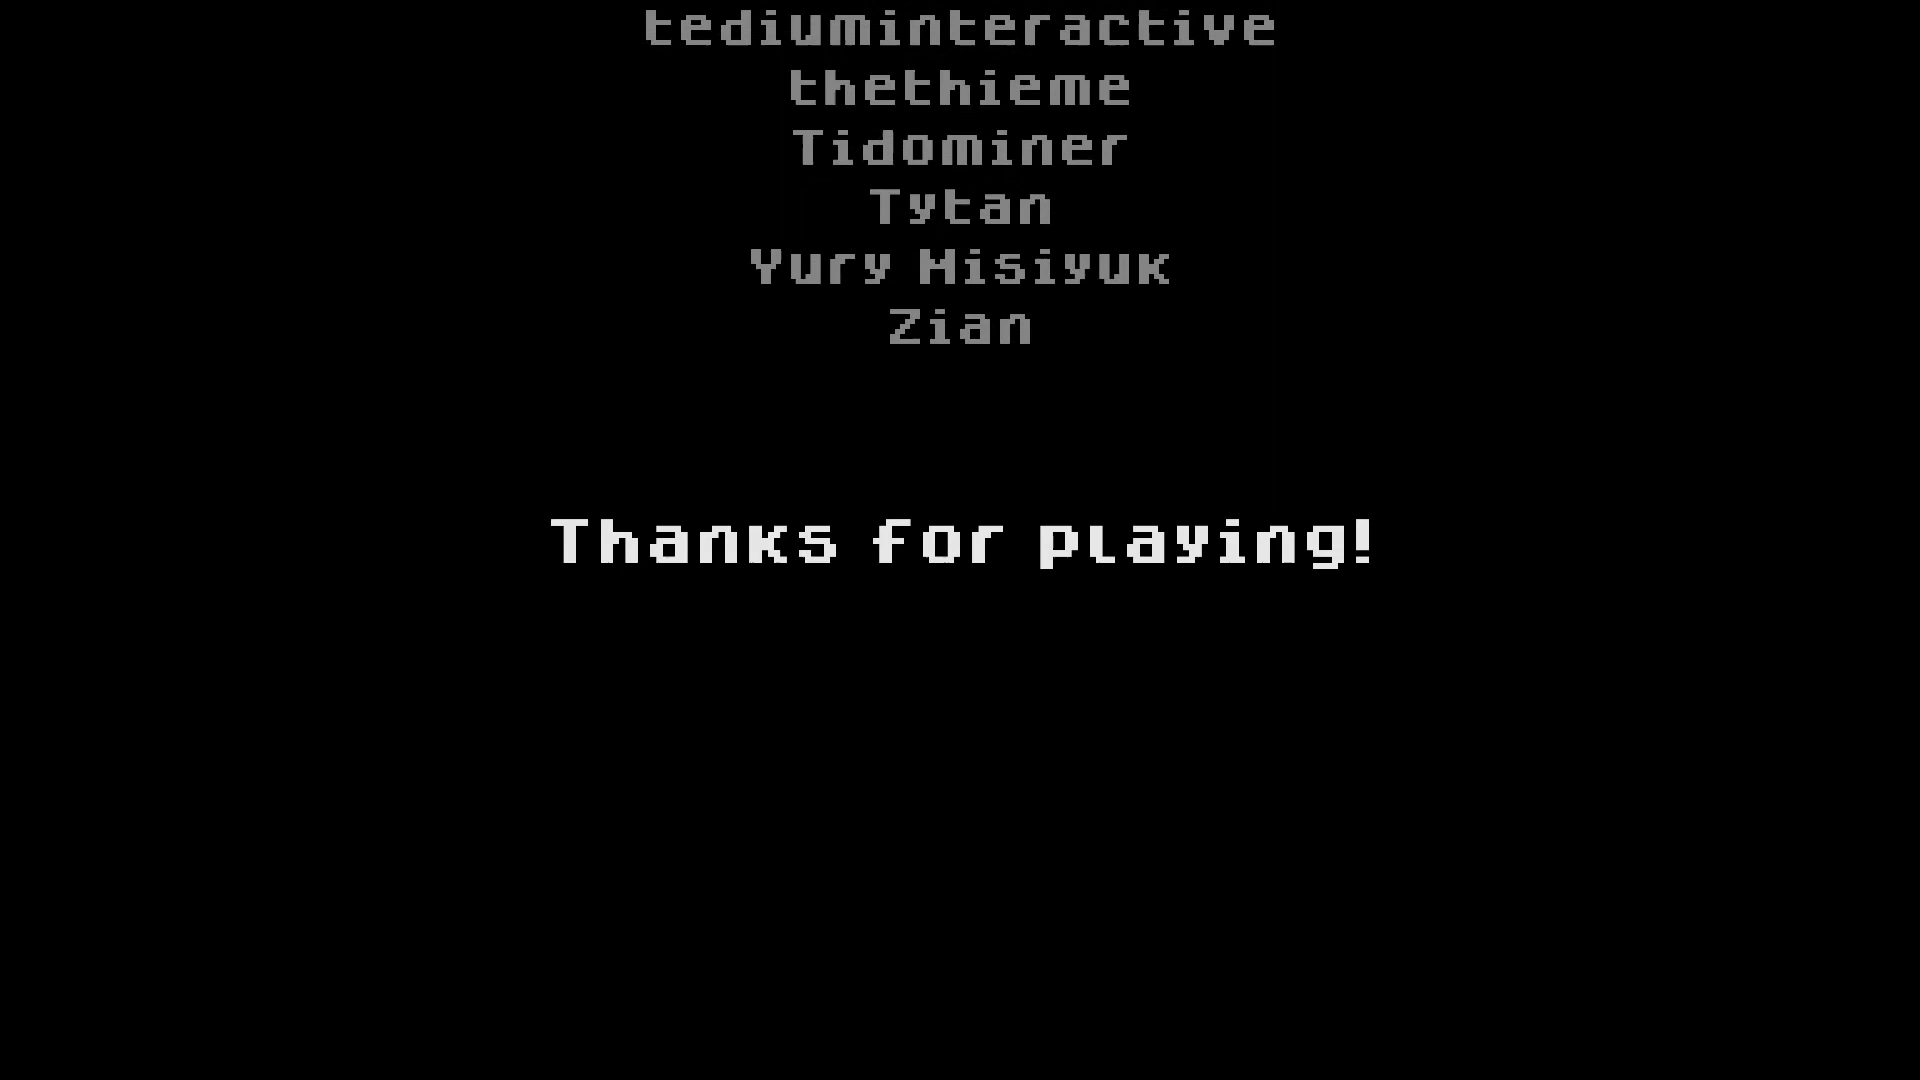 tediuminteractive
thethieme
Tidominer
Tytan
Yury Misiyuk
Zian
Thanks for playing!